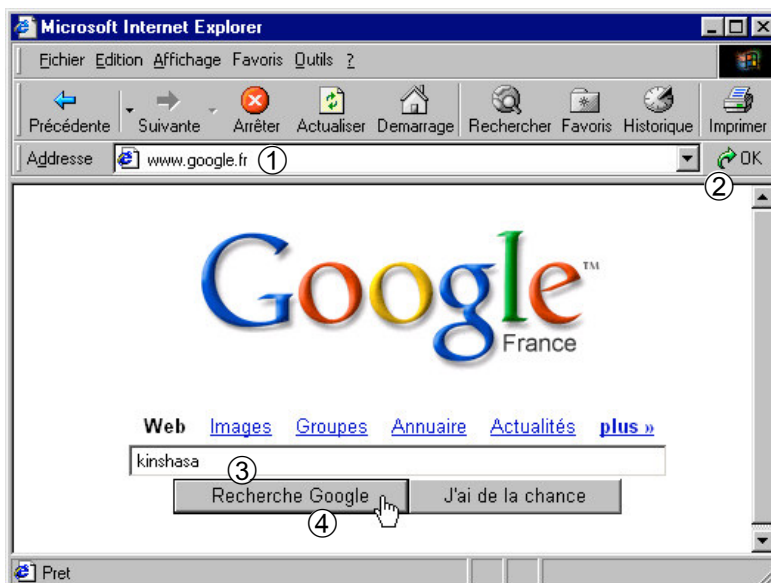 Microsoft Internet Explorer
Fichier Edition Affichage Favoris Outils ?
Précédente Suivante Arrêter Actualiser Demarrage Rechercher Favoris Historique Imprimer
Addresse www.google.fr ① OK
②
Google™
France
Web Images Groupes Annuaire Actualités plus »
kinshasa
③
Recherche Google J'ai de la chance
④
Pret